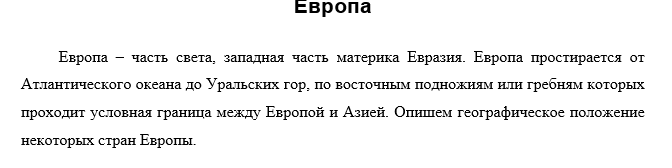 Европа
Европа – часть света, западная часть материка Евразия. Европа простирается от
Атлантического океана до Уральских гор, по восточным подножиям или гребням которых
проходит условная граница между Европой и Азией. Опишем географическое положение
некоторых стран Европы.